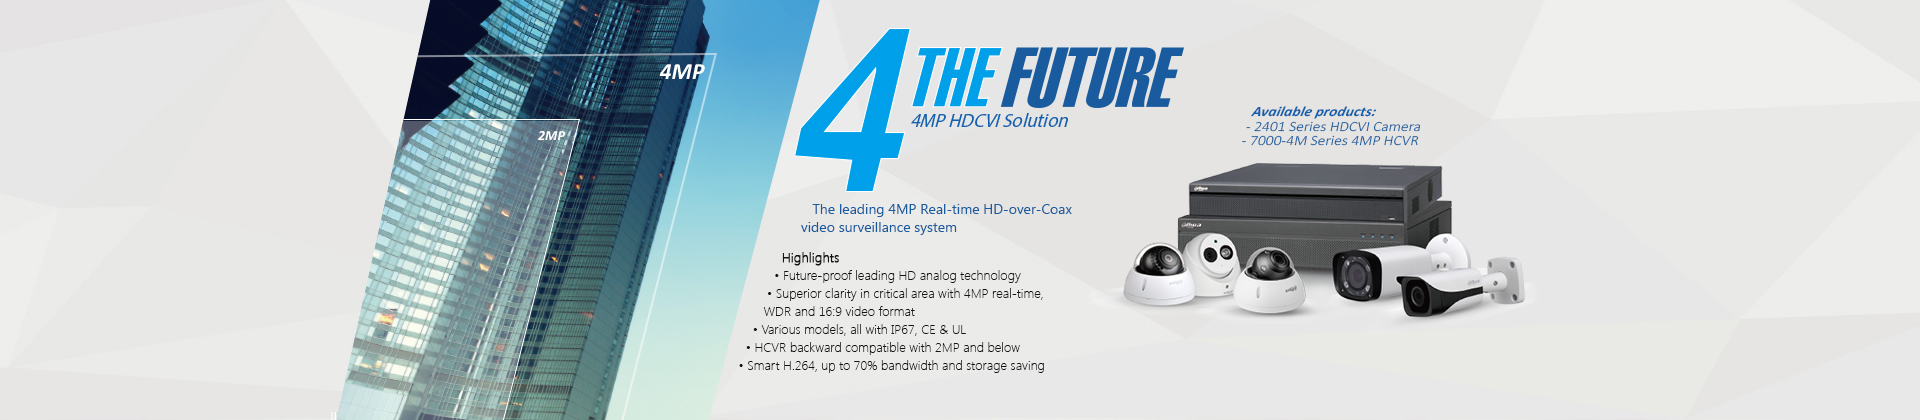 4MP
2MP
4 THE FUTURE
4MP HDCVI Solution
The leading 4MP Real-time HD-over-Coax
video surveillance system
Highlights
• Future-proof leading HD analog technology
• Superior clarity in critical area with 4MP real-time,
WDR and 16:9 video format
• Various models, all with IP67, CE & UL
• HCVR backward compatible with 2MP and below
• Smart H.264, up to 70% bandwidth and storage saving
Available products:
- 2401 Series HDCVI Camera
- 7000-4M Series 4MP HCVR
alhua
alhua